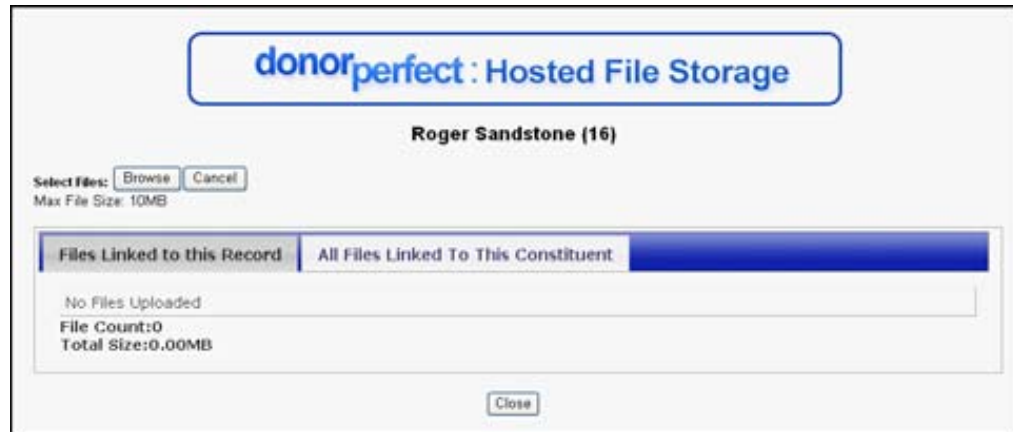 donorperfect : Hosted File Storage
Roger Sandstone (16)
Select Files: Browse Cancel
Max File Size: 10MB
Files Linked to this Record All Files Linked To This Constituent
No Files Uploaded
File Count:0
Total Size:0.00MB
Close